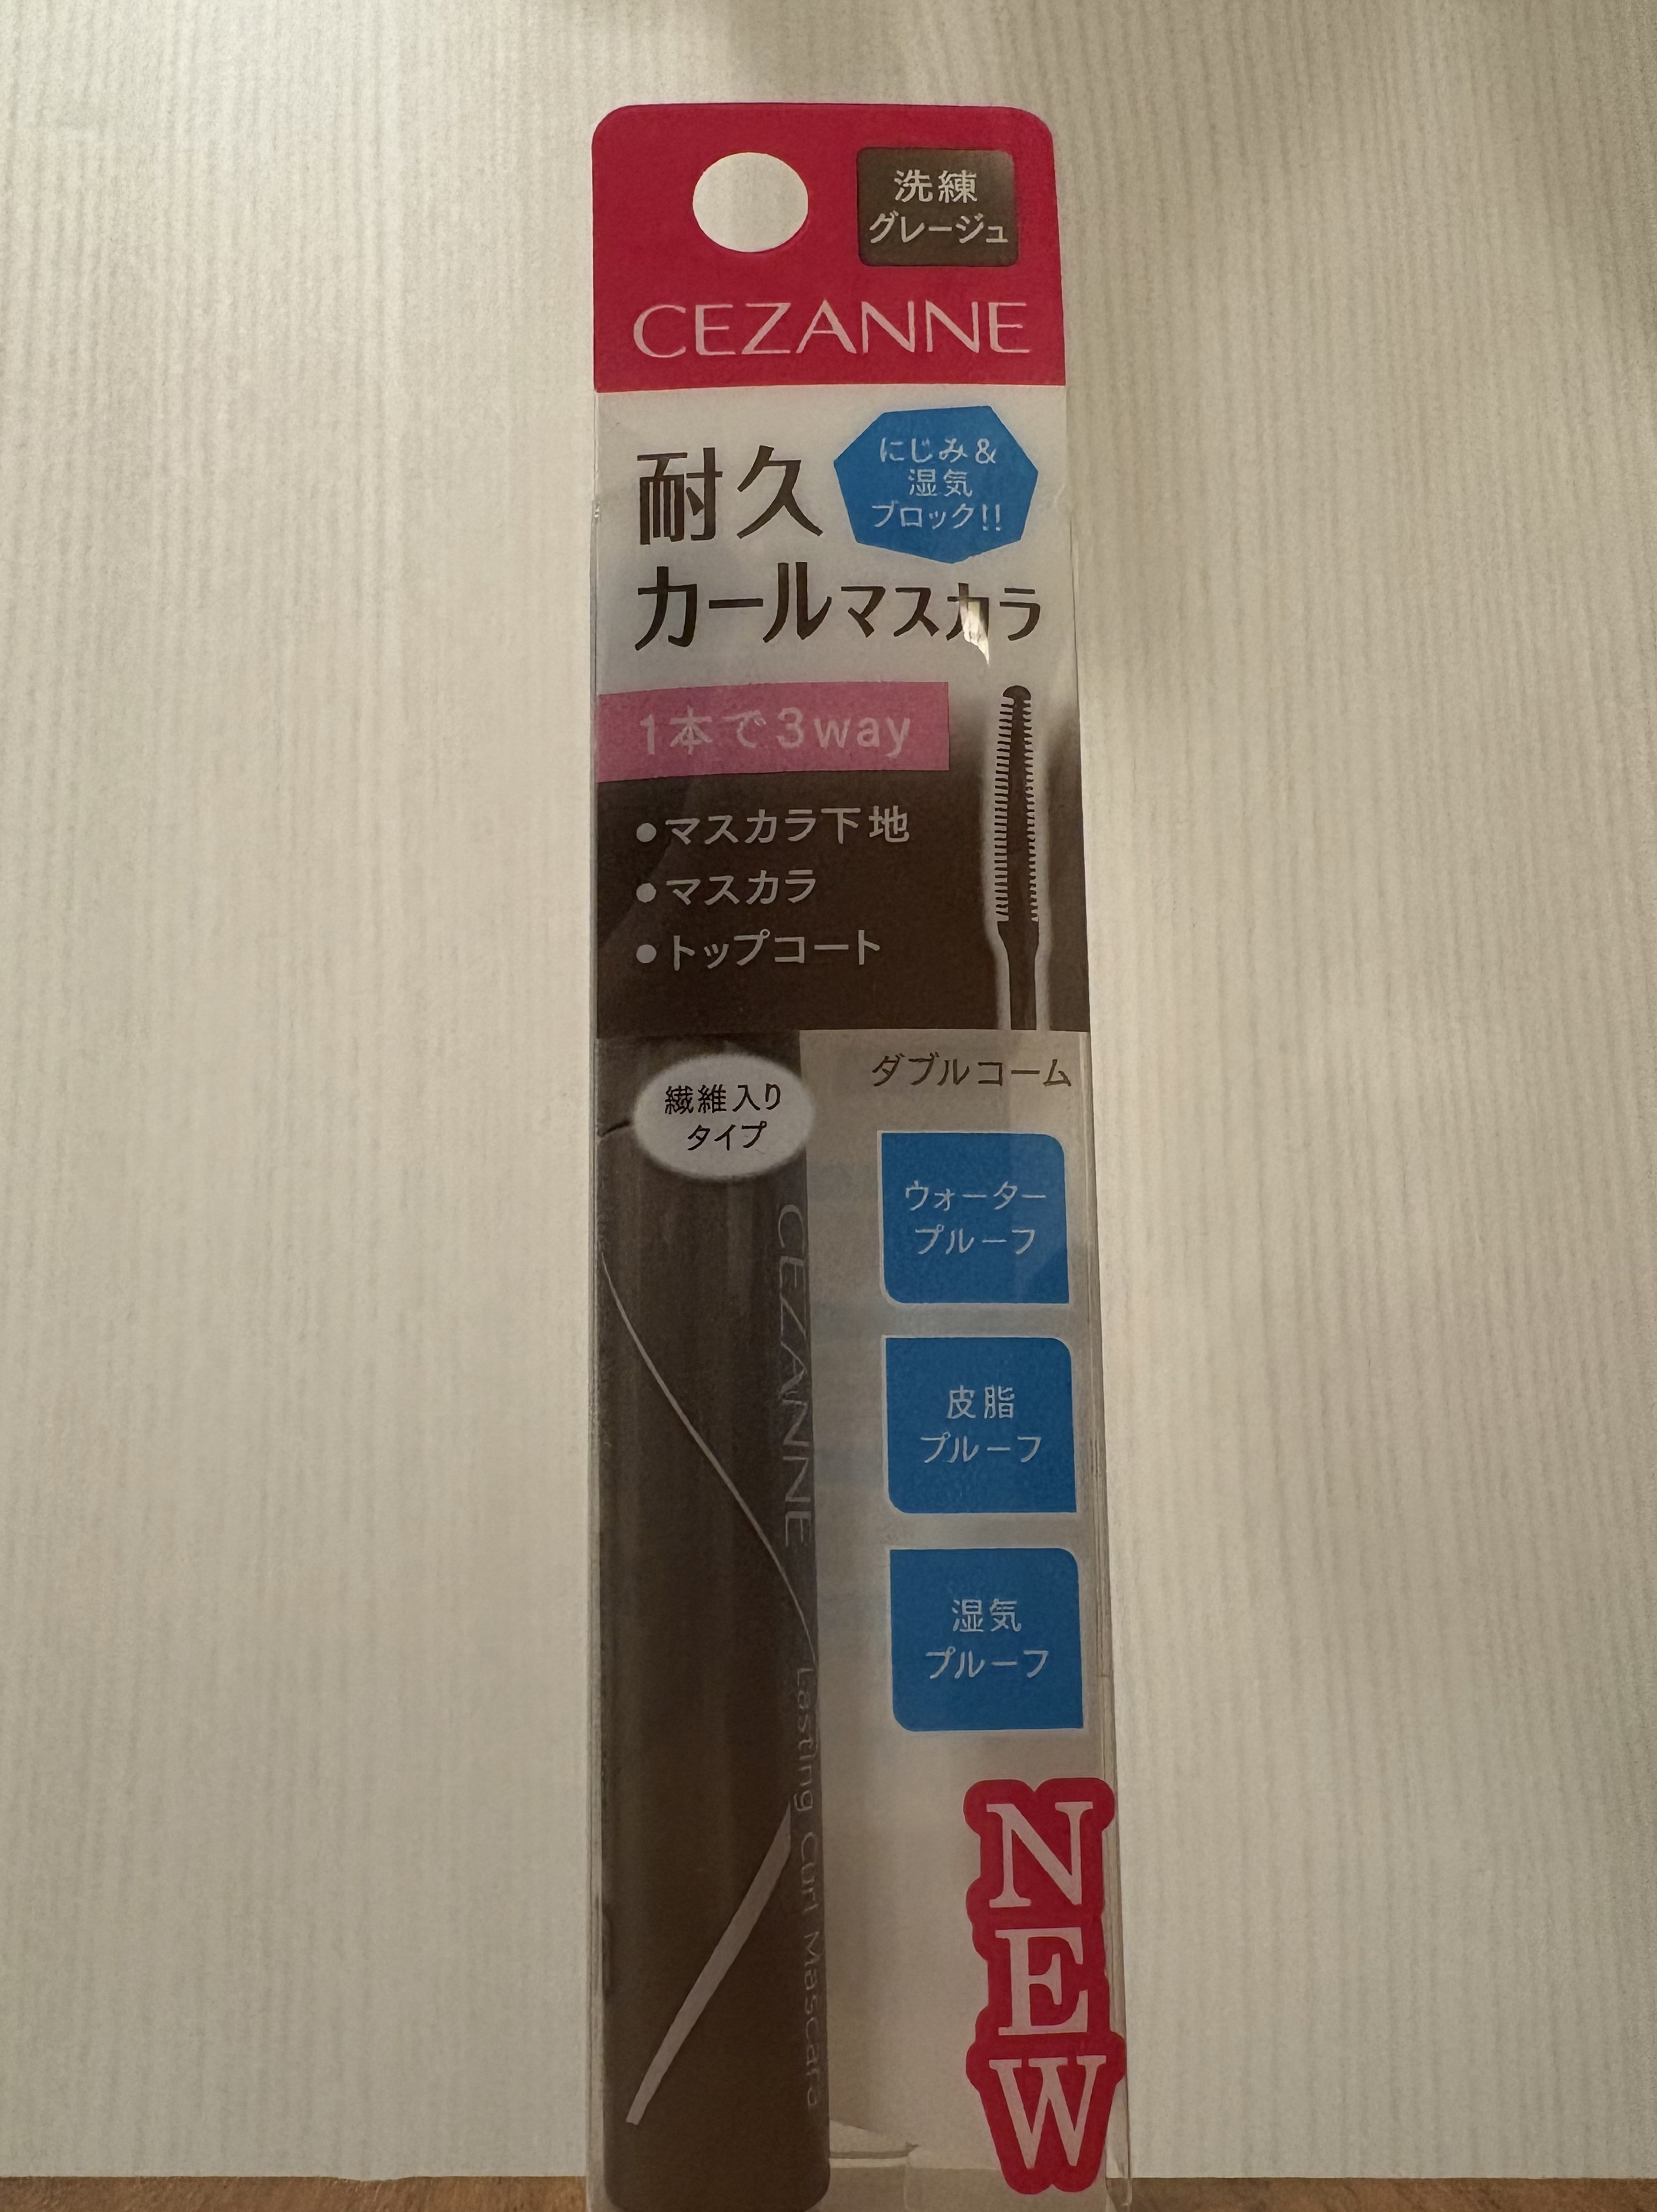 洗練
グレージュ
CEZANNE
耐久
にじみ&
湿気
ブロック!!
カールマスカラ
1本で3way
●マスカラ下地
●マスカラ
●トップコート
ダブルコーム
繊維入り
タイプ
ウォーター
プルーフ
皮脂
プルーフ
湿気
プルーフ
CEZANNE
Lasting Curl Mascara
NEW